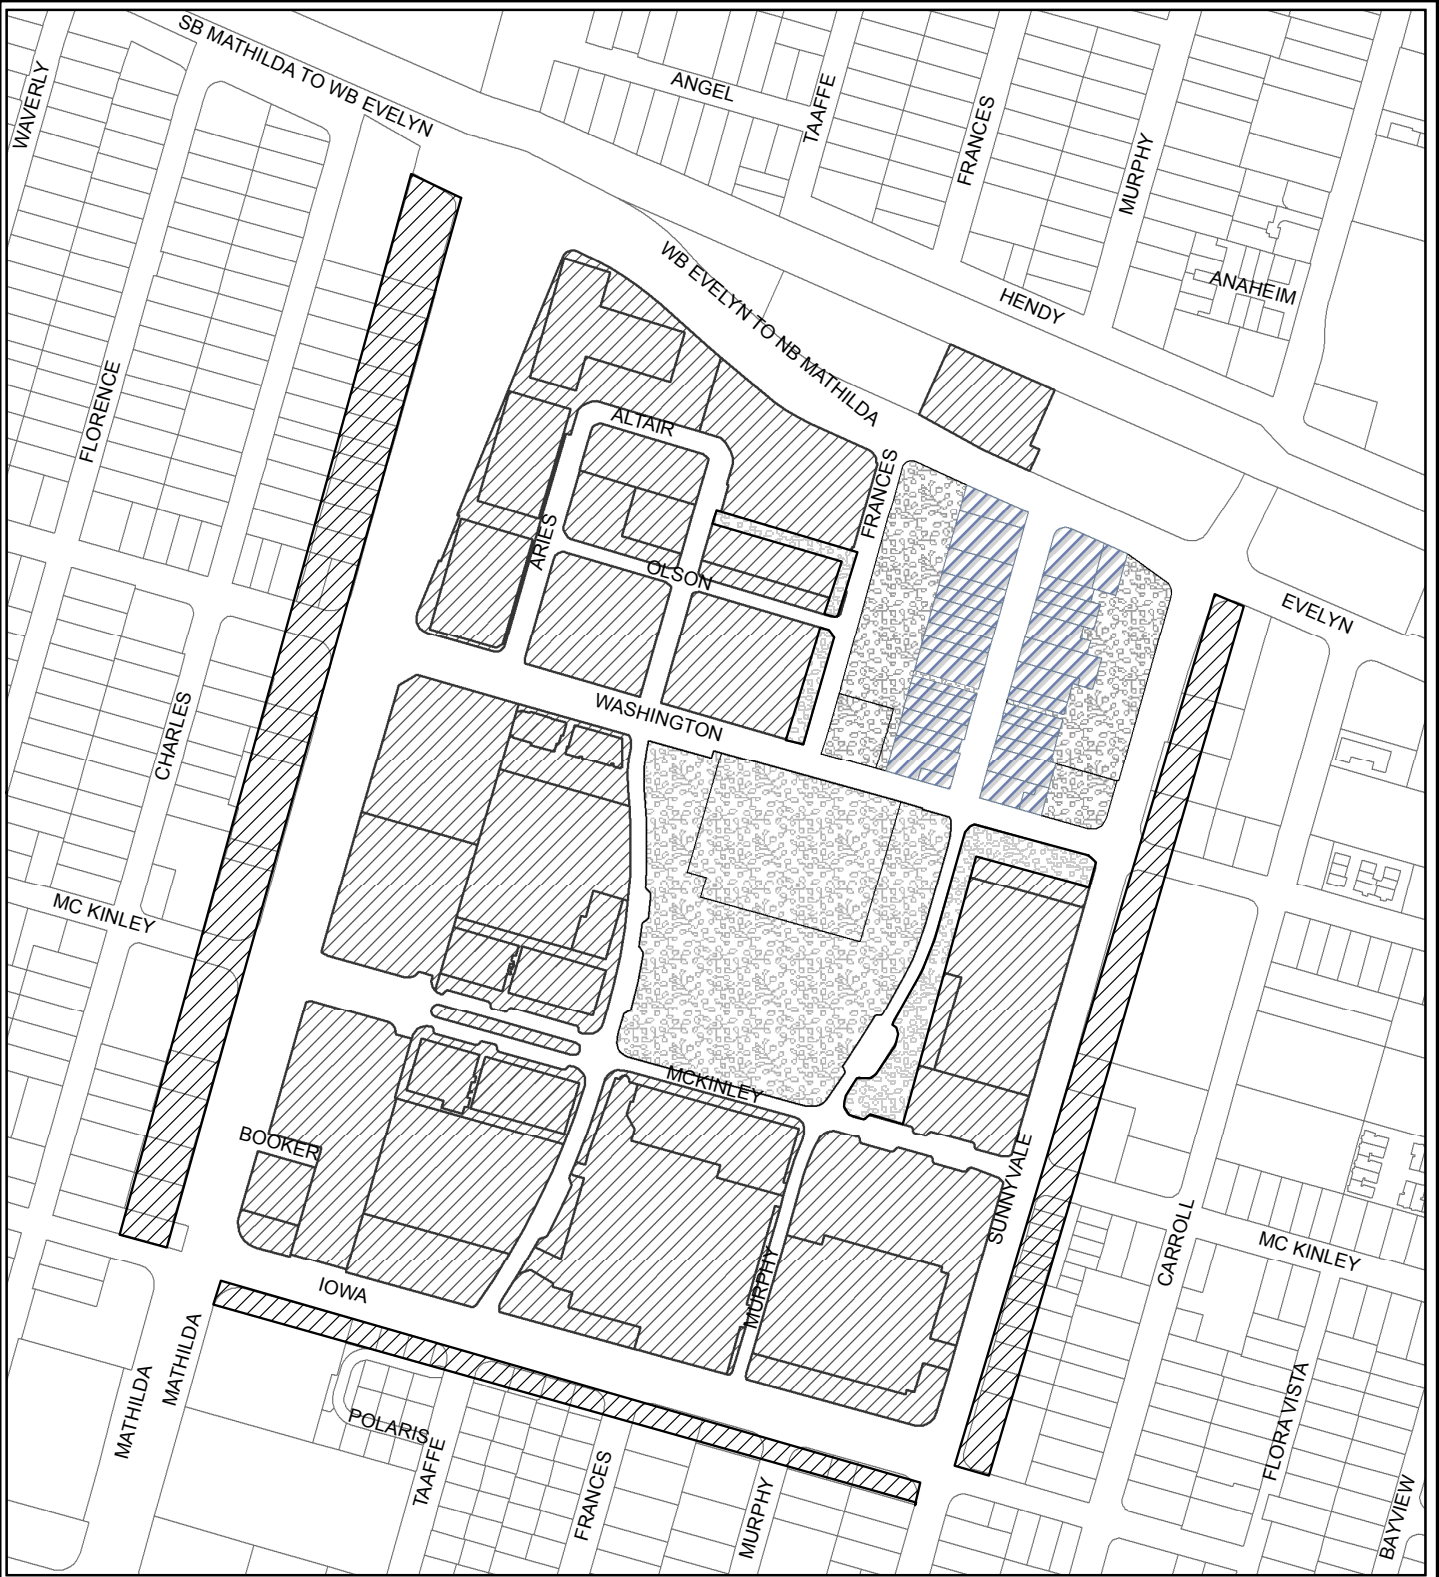 SB MATHILDA TO WB EVELYN
WAVERLY
ANGEL
TAAFFE
FRANCES
MURPHY
WB EVELYN TO NB MATHILDA
ANAHEIM
HENDY
FLORENCE
ALTAIR
FRANCES
ARIES
OLSON
EVELYN
WASHINGTON
CHARLES
MC KINLEY
MCKINLEY
BOOKER
SUNNYVALE
CARROLL
MC KINLEY
MURPHY
IOWA
MATHILDA
MATHILDA
POLARIS
TAAFFE
FRANCES
MURPHY
FLORA VISTA
BAYVIEW